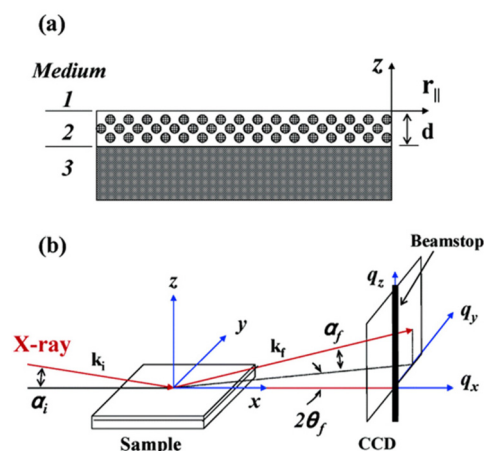 (a)
Medium
z
1
r||
2
d
3
(b)
Beamstop
z
qz
y
qy
X-ray
ki
kf
αf
αi
x
qx
2θf
Sample
CCD